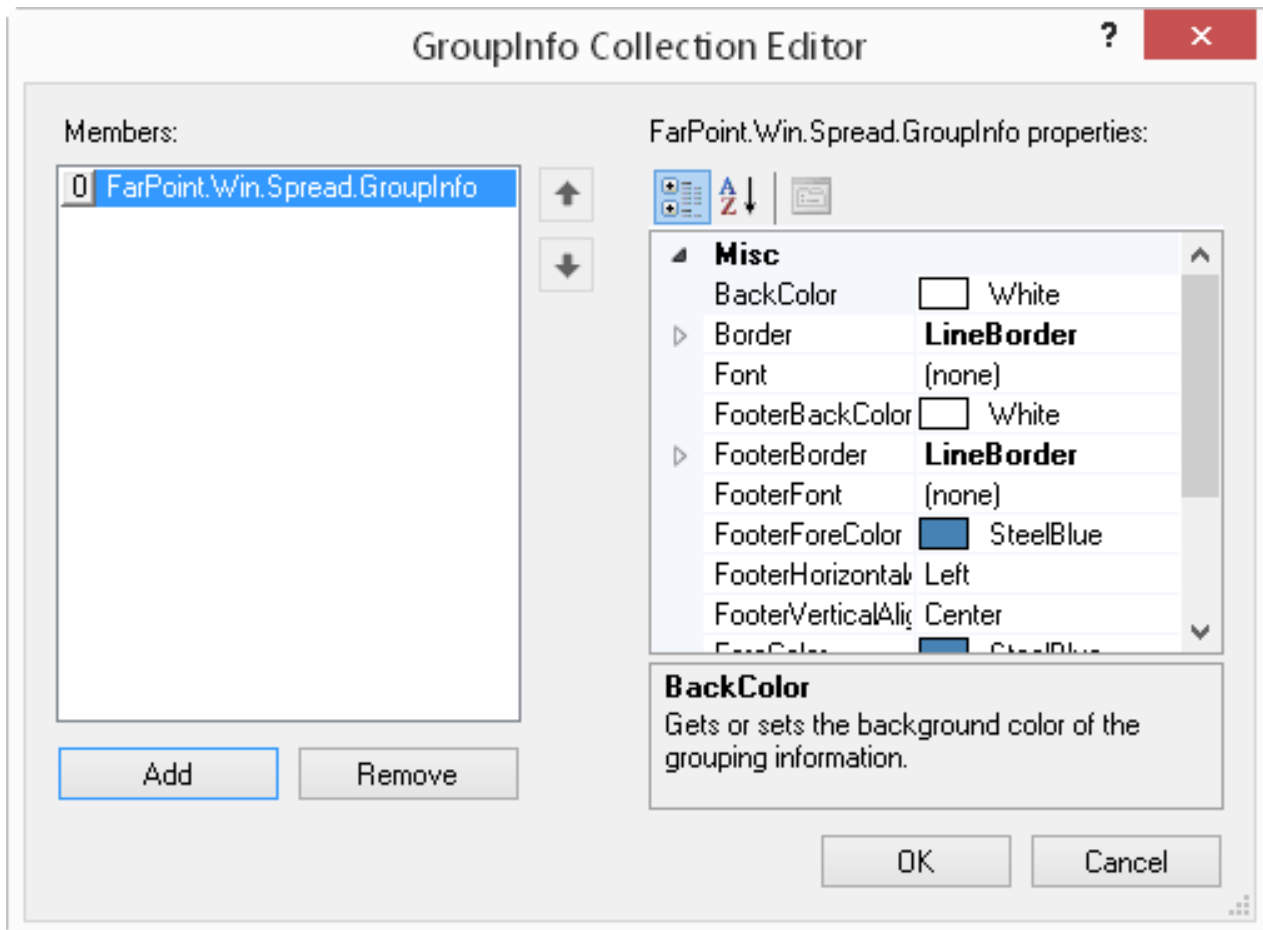 GroupInfo Collection Editor
?
Members:
0 FarPoint.Win.Spread.GroupInfo
Add
Remove
FarPoint.Win.Spread.GroupInfo properties:
A
Z
Misc
BackColor White
Border LineBorder
Font (none)
FooterBackColor White
FooterBorder LineBorder
FooterFont (none)
FooterForeColor SteelBlue
FooterHorizontal Left
FooterVerticalAlig Center
ForeColor SteelBlue
BackColor
Gets or sets the background color of the
grouping information.
OK
Cancel